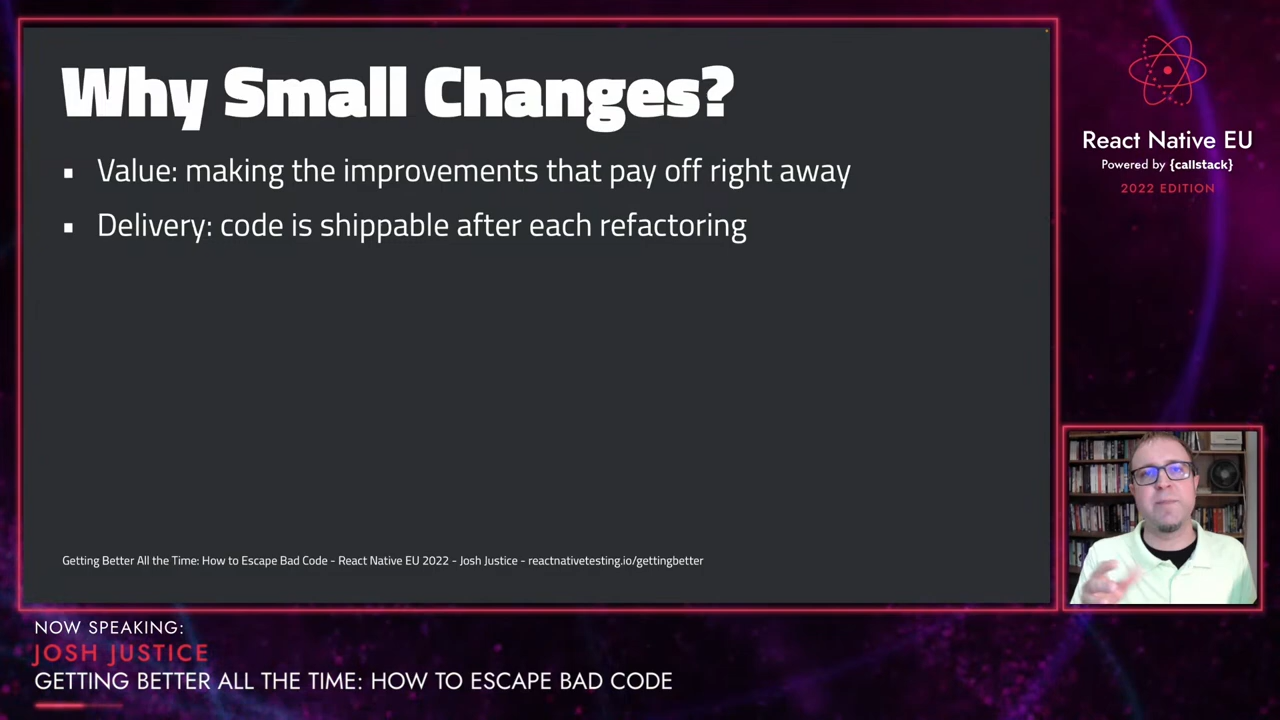 Why Small Changes?
▪ Value: making the improvements that pay off right away
▪ Delivery: code is shippable after each refactoring
Getting Better All the Time: How to Escape Bad Code - React Native EU 2022 - Josh Justice - reactnativetesting.io/gettingbetter
React Native EU
Powered by {callstack}
2022 EDITION
NOW SPEAKING:
JOSH JUSTICE
GETTING BETTER ALL THE TIME: HOW TO ESCAPE BAD CODE